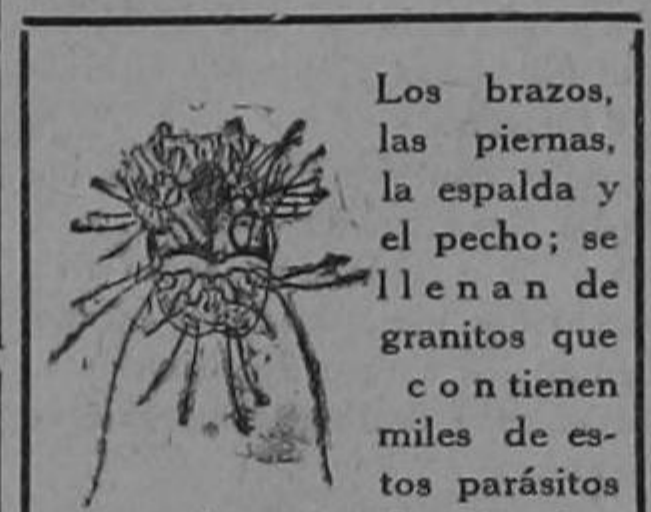 Los brazos,
las piernas,
la espalda y
el pecho; se
llenan de
granitos que
contienen
miles de es-
tos parásitos